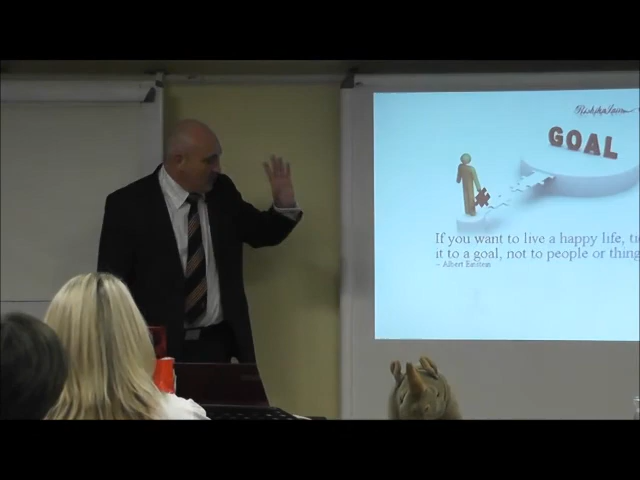 GOAL
If you want to live a happy life, ti
it to a goal, not to people or thing
– Albert Einstein